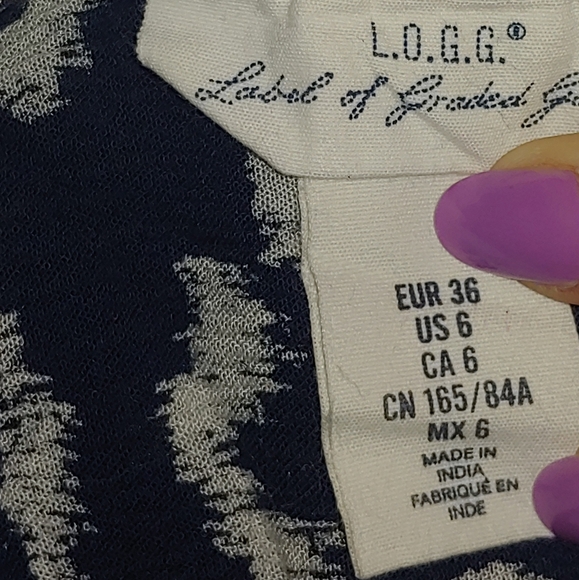 L.O.G.G.®
Label of Graded
EUR 36
US 6
CA 6
CN 165/84A
MX 6
MADE IN
INDIA
FABRIQUÉ EN
INDE